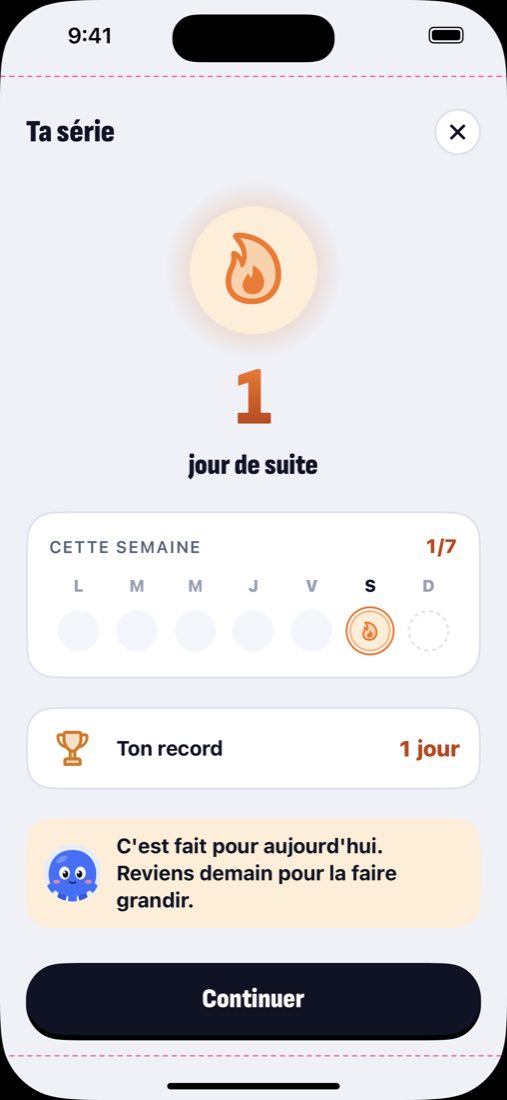 9:41
Ta série
1
jour de suite
CETTE SEMAINE 1/7
L M M J V S D
Ton record 1 jour
C'est fait pour aujourd'hui.
Reviens demain pour la faire
grandir.
Continuer